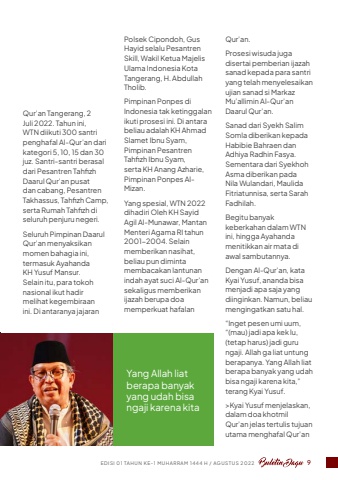 Qur'an Tangerang, 2
Juli 2022. Tahun ini,
WTN diikuti 300 santri
penghafal Al-Qur'an dari
kategori 5, 10, 15 dan 30
juz. Santri-santri berasal
dari Pesantren Tahfizh
Daarul Qur'an pusat
dan cabang, Pesantren
Takhassus, Tahfizh Camp,
serta Rumah Tahfizh di
seluruh penjuru negeri.
Seluruh Pimpinan Daarul
Qur'an menyaksikan
momen bahagia ini,
termasuk Ayahanda
KH Yusuf Mansur.
Selain itu, para tokoh
nasional ikut hadir
melihat kegembiraan
ini. Di antaranya jajaran
Polsek Cipondoh, Gus
Hayid selalu Pesantren
Skill, Wakil Ketua Majelis
Ulama Indonesia Kota
Tangerang, H. Abdullah
Tholib.
Pimpinan Ponpes di
Indonesia tak ketinggalan
ikuti prosesi ini. Di antara
beliau adalah KH Ahmad
Slamet Ibnu Syam,
Pimpinan Pesantren
Tahfizh Ibnu Syam,
serta KH Anang Azharie,
Pimpinan Ponpes Al-
Mizan.
Yang spesial, WTN 2022
dihadiri Oleh KH Sayid
Agil Al-Munawar, Mantan
Menteri Agama RI tahun
2001-2004. Selain
memberikan nasihat,
beliau pun diminta
membacakan lantunan
indah ayat suci Al-Qur'an
sekaligus memberikan
ijazah berupa doa
memperkuat hafalan
Qur'an.
Prosesi wisuda juga
disertai pemberian ijazah
sanad kepada para santri
yang telah menyelesaikan
ujian sanad si Markaz
Mu'allimin Al-Qur'an
Daarul Qur'an.
Sanad dari Syekh Salim
Somla diberikan kepada
Habibie Bahraen dan
Adhiya Radhin Fasya.
Sementara dari Syekhoh
Asma diberikan pada
Nila Wulandari, Maulida
Fitriatunnisa, serta Sarah
Fadhilah.
Begitu banyak
keberkahan dalam WTN
ini, hingga Ayahanda
menitikkan air mata di
awal sambutannya.
Dengan Al-Qur'an, kata
Kyai Yusuf, ananda bisa
menjadi apa saja yang
diinginkan. Namun, beliau
mengingatkan satu hal.
"Inget pesen umi uum,
"(mau) jadi apa kek lu,
(tetap harus) jadi guru
ngaji. Allah ga liat untung
berapanya. Yang Allah liat
berapa banyak yang udah
bisa ngaji karena kita,"
terang Kyai Yusuf.
>Kyai Yusuf menjelaskan,
dalam doa khotmil
Qur'an jelas tertulis tujuan
utama menghafal Qur'an
Yang Allah liat
berapa banyak
yang udah bisa
ngaji karena kita
EDISI 01 TAHUN KE-1 MUHARRAM 1444 H / AGUSTUS 2022 Buletin Daqu 9